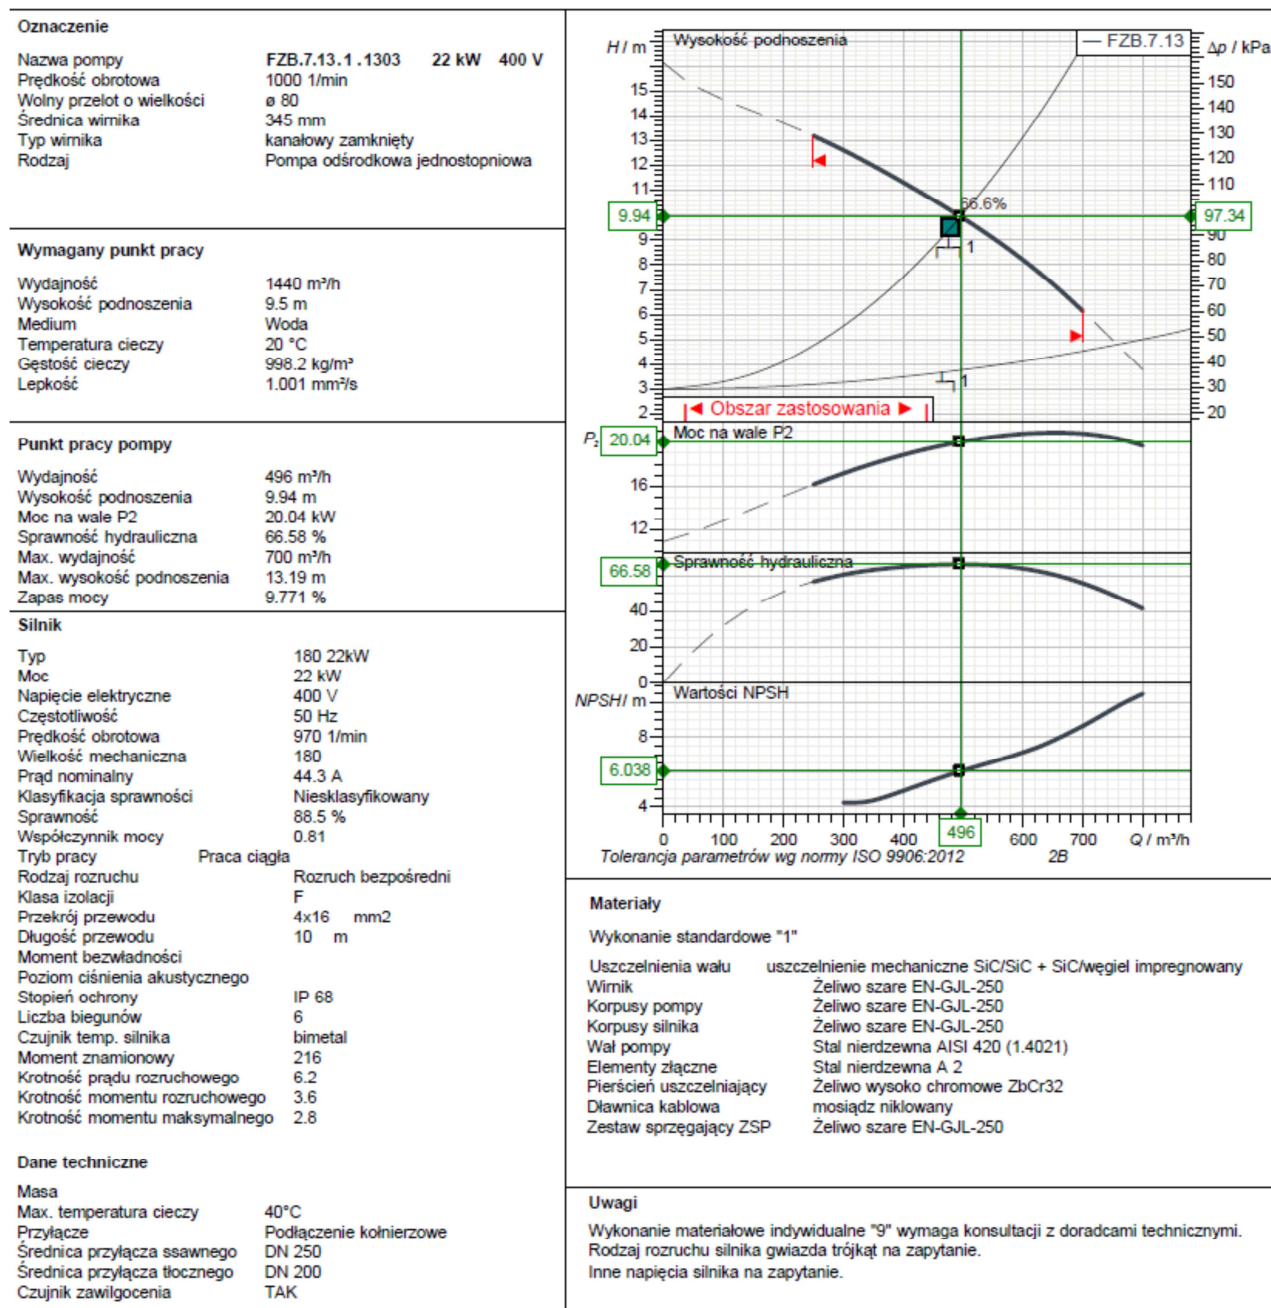 Oznaczenie
Nazwa pompy FZB.7.13.1.1303 22 kW 400 V
Prędkość obrotowa 1000 1/min
Wolny przelot o wielkości ø 80
Średnica wirnika 345 mm
Typ wirnika kanałowy zamknięty
Rodzaj Pompa odśrodkowa jednostopniowa
Wymagany punkt pracy
Wydajność 1440 m³/h
Wysokość podnoszenia 9.5 m
Medium Woda
Temperatura cieczy 20 °C
Gęstość cieczy 998.2 kg/m³
Lepkość 1.001 mm²/s
Punkt pracy pompy
Wydajność 496 m³/h
Wysokość podnoszenia 9.94 m
Moc na wale P2 20.04 kW
Sprawność hydrauliczna 66.58 %
Max. wydajność 700 m³/h
Max. wysokość podnoszenia 13.19 m
Zapas mocy 9.771 %
Silnik
Typ 180 22kW
Moc 22 kW
Napięcie elektryczne 400 V
Częstotliwość 50 Hz
Prędkość obrotowa 970 1/min
Wielkość mechaniczna 180
Prąd nominalny 44.3 A
Klasyfikacja sprawności Niesklasyfikowany
Sprawność 88.5 %
Współczynnik mocy 0.81
Tryb pracy Praca ciągła
Rodzaj rozruchu Rozruch bezpośredni
Klasa izolacji F
Przekrój przewodu 4x16 mm2
Długość przewodu 10 m
Moment bezwładności
Poziom ciśnienia akustycznego
Stopień ochrony IP 68
Liczba biegunów 6
Czujnik temp. silnika bimetal
Moment znamionowy 216
Krotność prądu rozruchowego 6.2
Krotność momentu rozruchowego 3.6
Krotność momentu maksymalnego 2.8
Dane techniczne
Masa
Max. temperatura cieczy 40°C
Przyłącze Podłączenie kołnierzowe
Średnica przyłącza ssawnego DN 250
Średnica przyłącza tłocznego DN 200
Czujnik zawilgocenia TAK
H / m Wysokość podnoszenia — FZB.7.13 Δp / kPa
15 150
14 140
13 130
12 120
11 110
9.94 66.6% 97.34
9 1 90
8 80
7 70
6 60
5 50
4 1 40
3 30
2 Obszar zastosowania 20
P₂ 20.04 Moc na wale P2
16
12
66.58 Sprawność hydrauliczna
40
20
0
NPSH / m Wartości NPSH
8
6.038
4
0 100 200 300 400 496 600 700 Q / m³/h
Tolerancja parametrów wg normy ISO 9906:2012 2B
Materiały
Wykonanie standardowe "1"
Uszczelnienia wału uszczelnienie mechaniczne SiC/SiC + SiC/węgiel impregnowany
Wirnik Żeliwo szare EN-GJL-250
Korpusy pompy Żeliwo szare EN-GJL-250
Korpusy silnika Żeliwo szare EN-GJL-250
Wał pompy Stal nierdzewna AISI 420 (1.4021)
Elementy złączne Stal nierdzewna A 2
Pierścień uszczelniający Żeliwo wysoko chromowe ZbCr32
Dławnica kablowa mosiądz niklowany
Zestaw sprzęgający ZSP Żeliwo szare EN-GJL-250
Uwagi
Wykonanie materiałowe indywidualne "9" wymaga konsultacji z doradcami technicznymi.
Rodzaj rozruchu silnika gwiazda trójkąt na zapytanie.
Inne napięcia silnika na zapytanie.